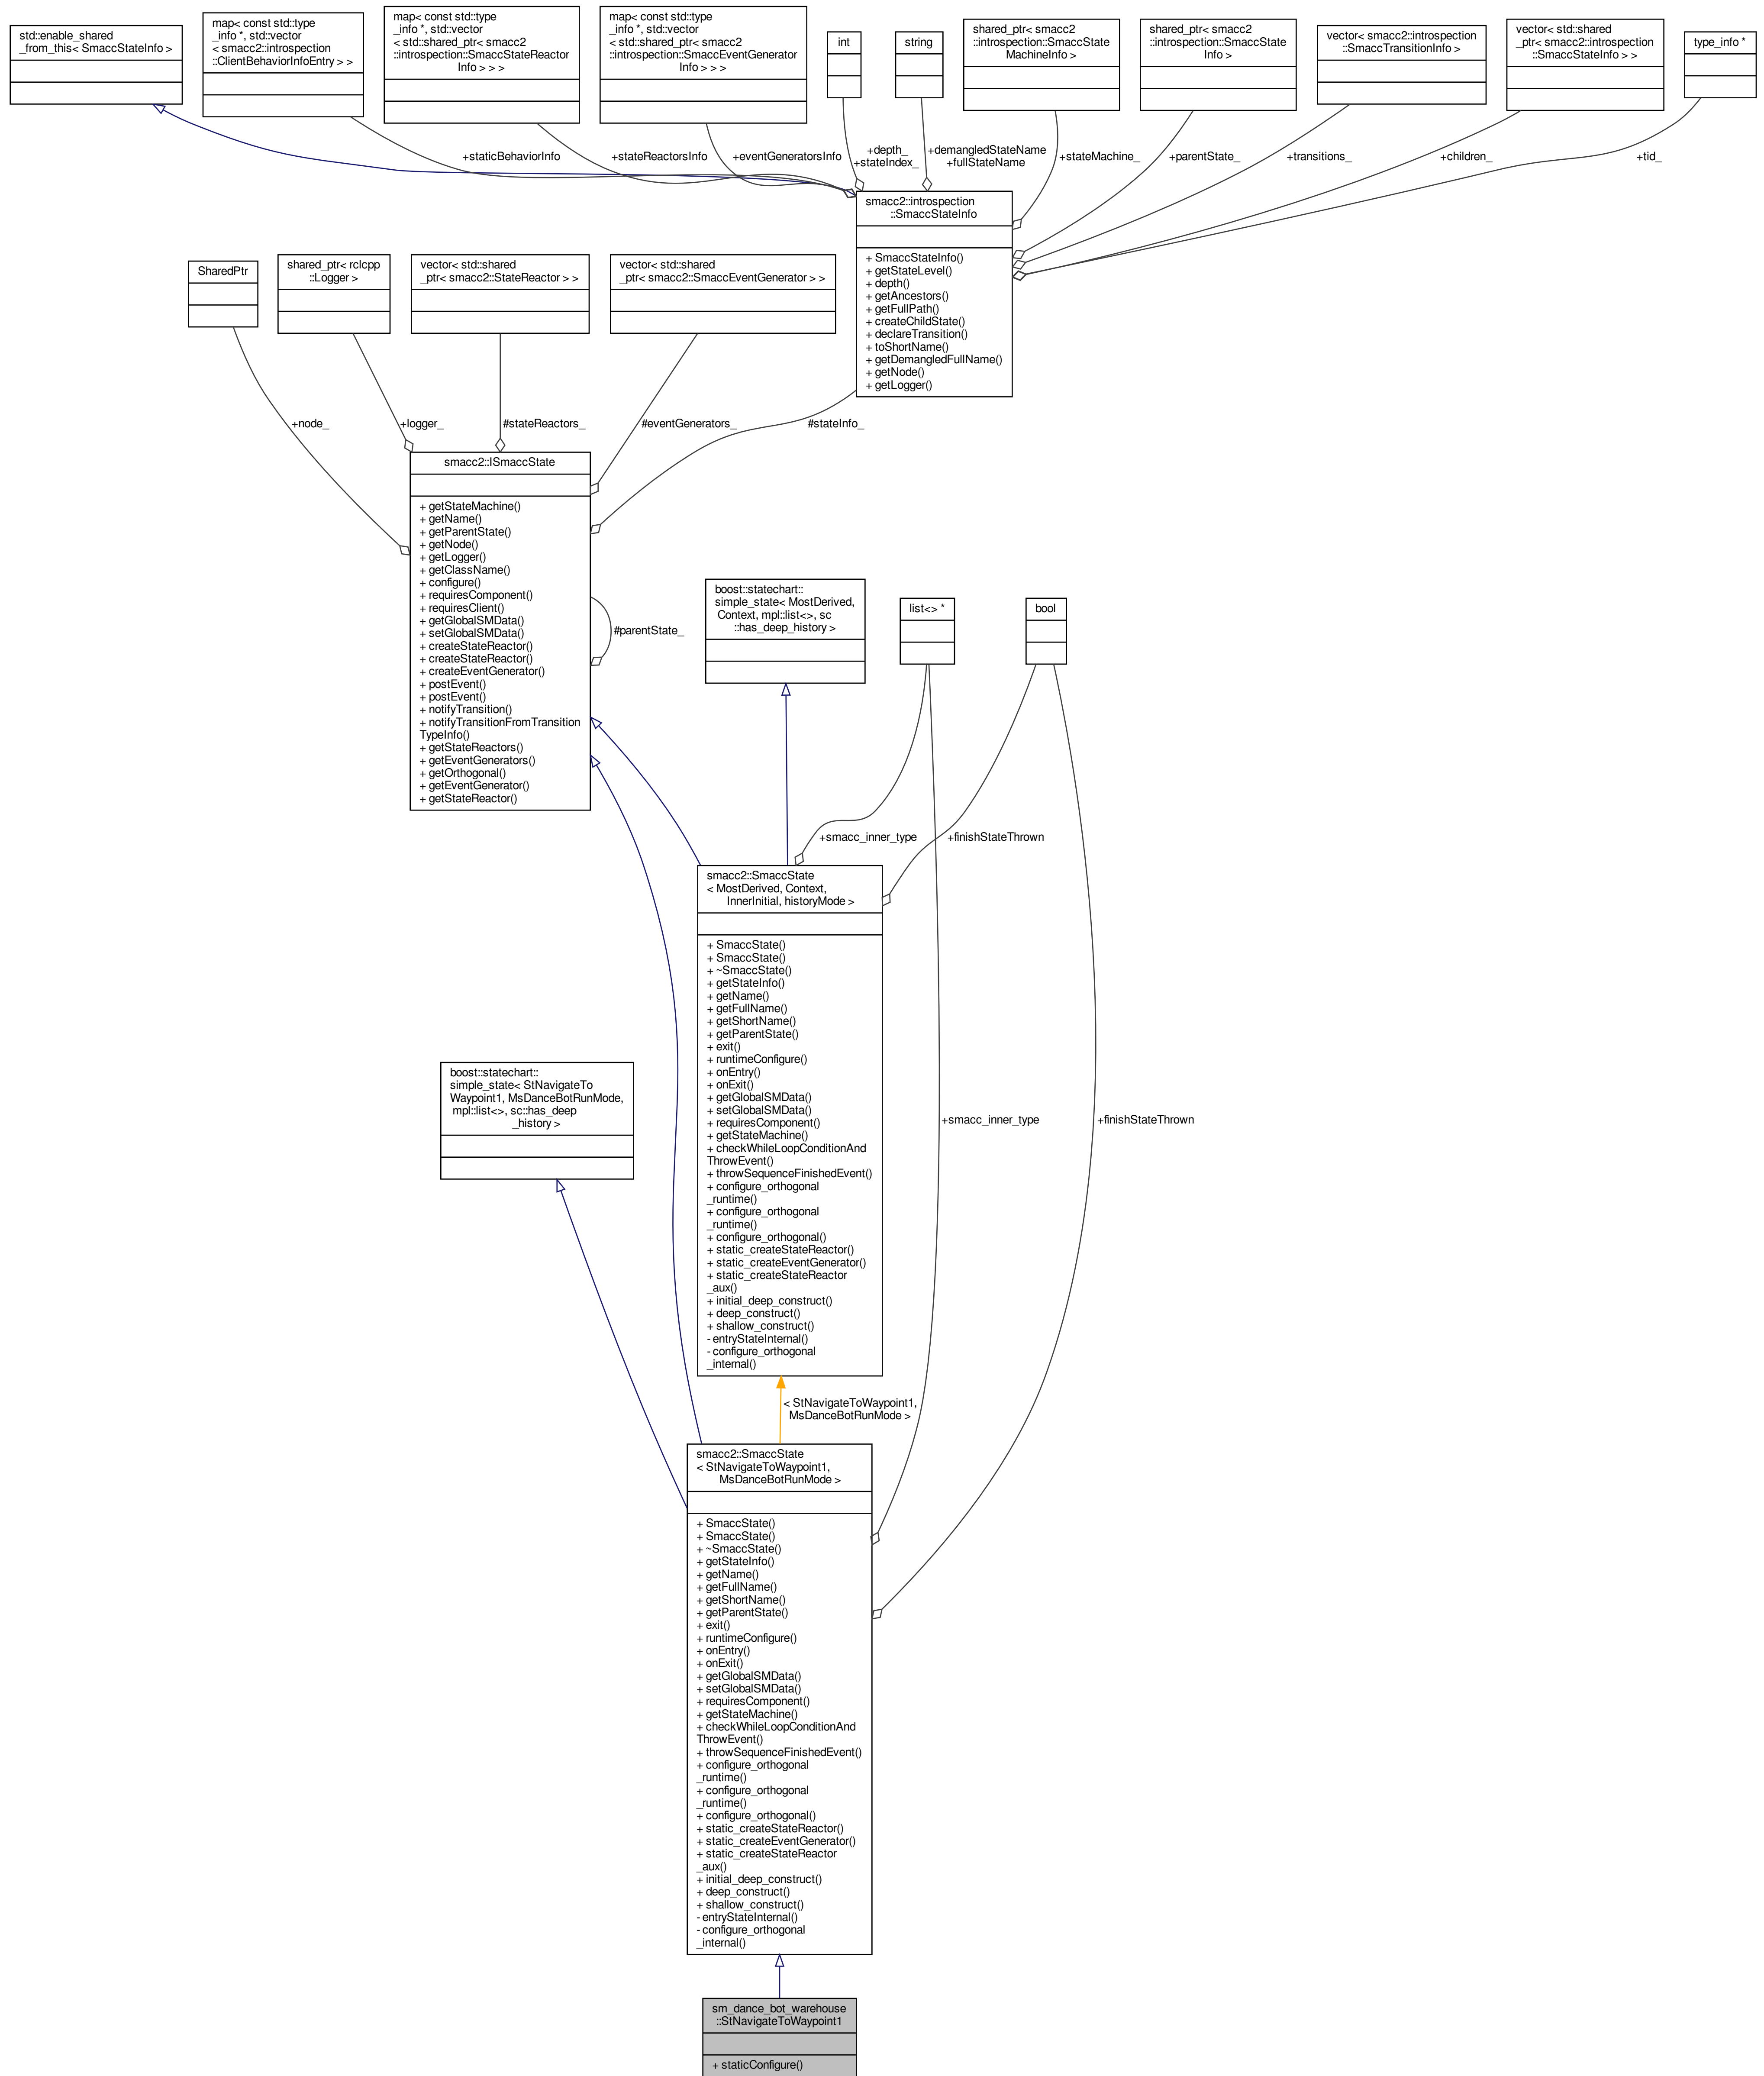 std::enable_shared
_from_this< SmaccStateInfo >
map< const std::type
_info *, std::vector
< smacc2::introspection
::ClientBehaviorInfoEntry > >
map< const std::type
_info *, std::vector
< std::shared_ptr< smacc2
::introspection::SmaccStateReactor
Info > > >
map< const std::type
_info *, std::vector
< std::shared_ptr< smacc2
::introspection::SmaccEventGenerator
Info > > >
int
string
shared_ptr< smacc2
::introspection::SmaccState
MachineInfo >
shared_ptr< smacc2
::introspection::SmaccState
Info >
vector< smacc2::introspection
::SmaccTransitionInfo >
vector< std::shared
_ptr< smacc2::introspection
::SmaccStateInfo > >
type_info *
+staticBehaviorInfo
+stateReactorsInfo
+eventGeneratorsInfo
+depth_
+stateIndex_
+demangledStateName
+fullStateName
+stateMachine_
+parentState_
+transitions_
+children_
+tid_
smacc2::introspection
::SmaccStateInfo
+ SmaccStateInfo()
+ getStateLevel()
+ depth()
+ getAncestors()
+ getFullPath()
+ createChildState()
+ declareTransition()
+ toShortName()
+ getDemangledFullName()
+ getNode()
+ getLogger()
SharedPtr
shared_ptr< rclcpp
::Logger >
vector< std::shared
_ptr< smacc2::StateReactor > >
vector< std::shared
_ptr< smacc2::SmaccEventGenerator > >
+node_
+logger_
#stateReactors_
#eventGenerators_
#stateInfo_
smacc2::ISmaccState
+ getStateMachine()
+ getName()
+ getParentState()
+ getNode()
+ getLogger()
+ getClassName()
+ configure()
+ requiresComponent()
+ requiresClient()
+ getGlobalSMData()
+ setGlobalSMData()
+ createStateReactor()
+ createStateReactor()
+ createEventGenerator()
+ postEvent()
+ postEvent()
+ notifyTransition()
+ notifyTransitionFromTransition
TypeInfo()
+ getStateReactors()
+ getEventGenerators()
+ getOrthogonal()
+ getEventGenerator()
+ getStateReactor()
#parentState_
boost::statechart::
simple_state< MostDerived,
Context, mpl::list<>, sc
::has_deep_history >
list<> *
bool
+smacc_inner_type
+finishStateThrown
smacc2::SmaccState
< MostDerived, Context,
InnerInitial, historyMode >
+ SmaccState()
+ SmaccState()
+ ~SmaccState()
+ getStateInfo()
+ getName()
+ getFullName()
+ getShortName()
+ getParentState()
+ exit()
+ runtimeConfigure()
+ onEntry()
+ onExit()
+ getGlobalSMData()
+ setGlobalSMData()
+ requiresComponent()
+ getStateMachine()
+ checkWhileLoopConditionAnd
ThrowEvent()
+ throwSequenceFinishedEvent()
+ configure_orthogonal
_runtime()
+ configure_orthogonal
_runtime()
+ configure_orthogonal()
+ static_createStateReactor()
+ static_createEventGenerator()
+ static_createStateReactor
_aux()
+ initial_deep_construct()
+ deep_construct()
+ shallow_construct()
- entryStateInternal()
- configure_orthogonal
_internal()
boost::statechart::
simple_state< StNavigateTo
Waypoint1, MsDanceBotRunMode,
mpl::list<>, sc::has_deep
_history >
+smacc_inner_type
+finishStateThrown
< StNavigateToWaypoint1,
MsDanceBotRunMode >
smacc2::SmaccState
< StNavigateToWaypoint1,
MsDanceBotRunMode >
+ SmaccState()
+ SmaccState()
+ ~SmaccState()
+ getStateInfo()
+ getName()
+ getFullName()
+ getShortName()
+ getParentState()
+ exit()
+ runtimeConfigure()
+ onEntry()
+ onExit()
+ getGlobalSMData()
+ setGlobalSMData()
+ requiresComponent()
+ getStateMachine()
+ checkWhileLoopConditionAnd
ThrowEvent()
+ throwSequenceFinishedEvent()
+ configure_orthogonal
_runtime()
+ configure_orthogonal
_runtime()
+ configure_orthogonal()
+ static_createStateReactor()
+ static_createEventGenerator()
+ static_createStateReactor
_aux()
+ initial_deep_construct()
+ deep_construct()
+ shallow_construct()
- entryStateInternal()
- configure_orthogonal
_internal()
sm_dance_bot_warehouse
::StNavigateToWaypoint1
+ staticConfigure()